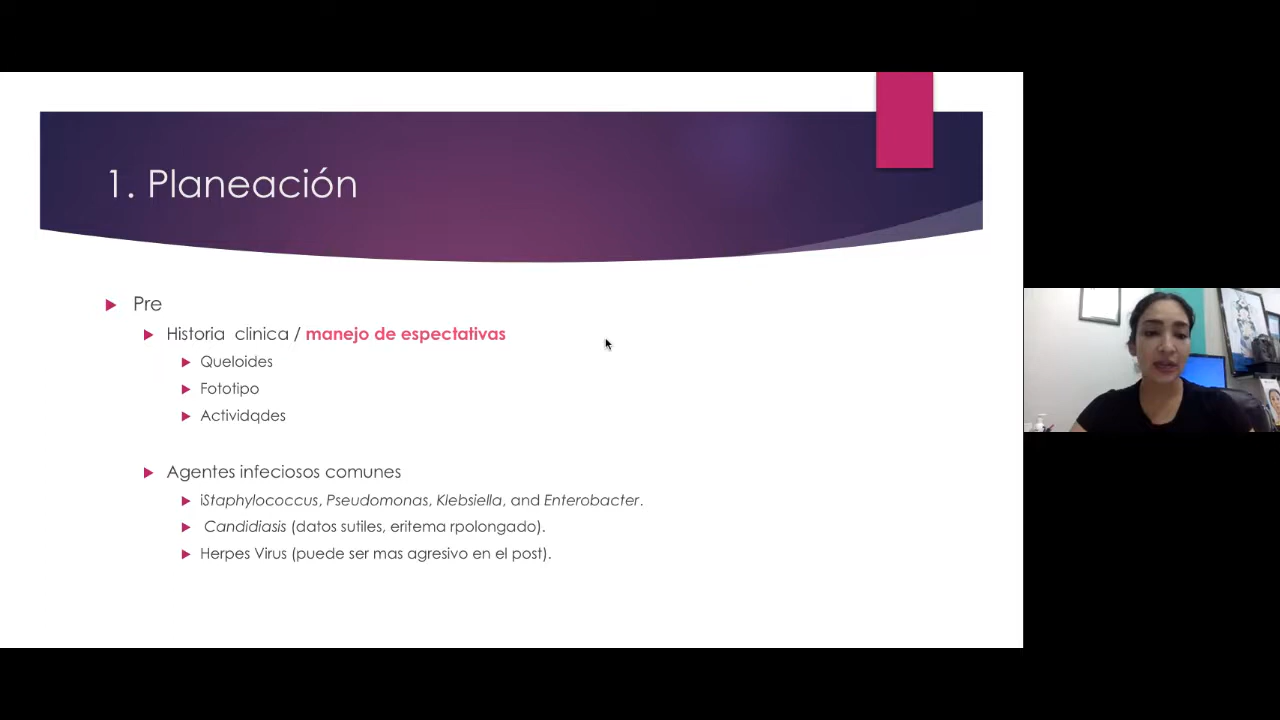 1. Planeación
Pre
Historia clinica / manejo de espectativas
Queloides
Fototipo
Actividqdes
Agentes infeciosos comunes
iStaphylococcus, Pseudomonas, Klebsiella, and Enterobacter.
Candidiasis (datos sutiles, eritema rpolongado).
Herpes Virus (puede ser mas agresivo en el post).